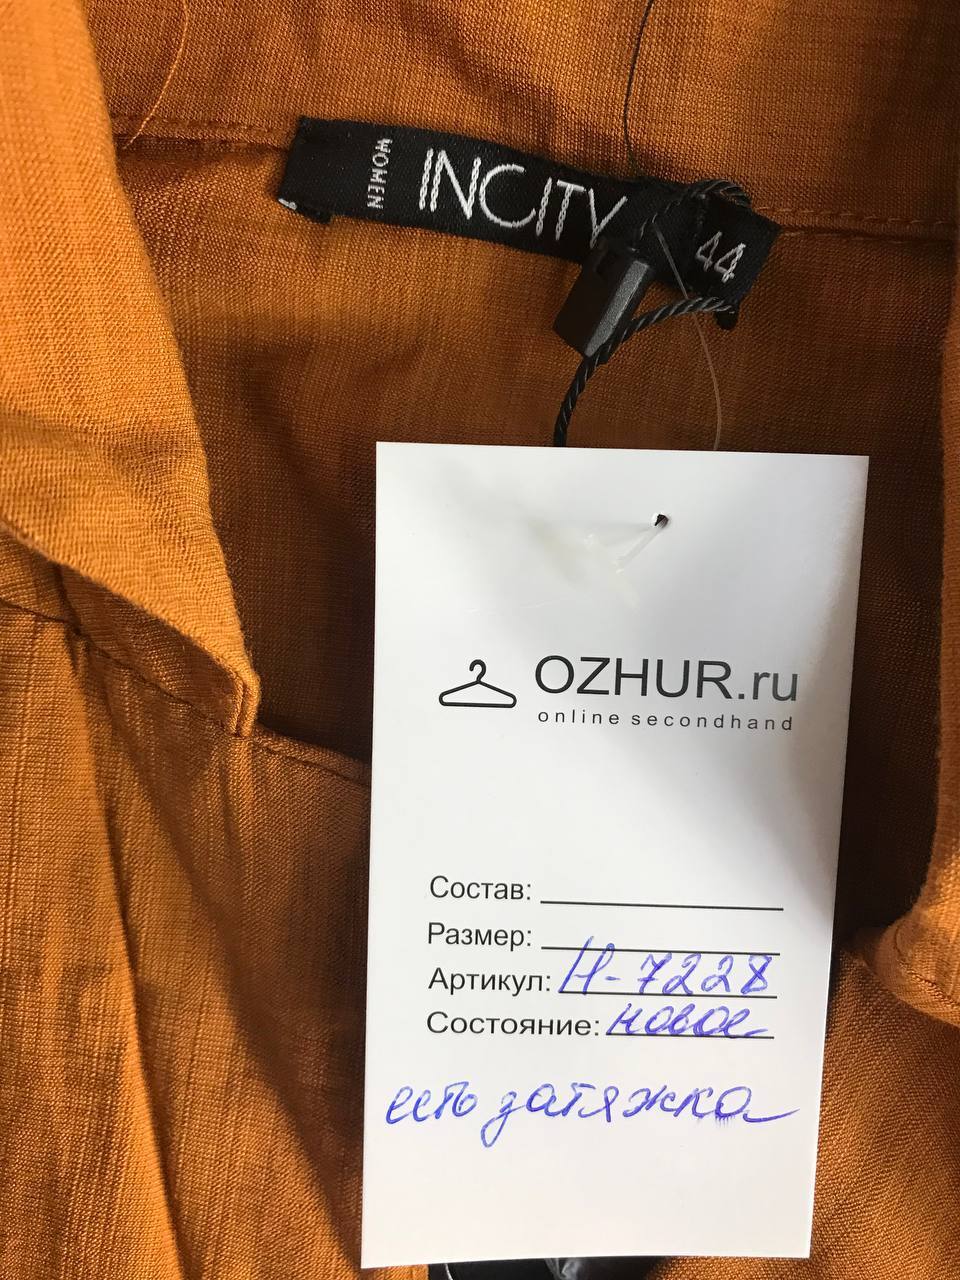 WOMEN
INCITY
44
OZHUR.ru
online secondhand
Состав:
Размер:
Артикул: Н-7228
Состояние: новое
есть затяжка